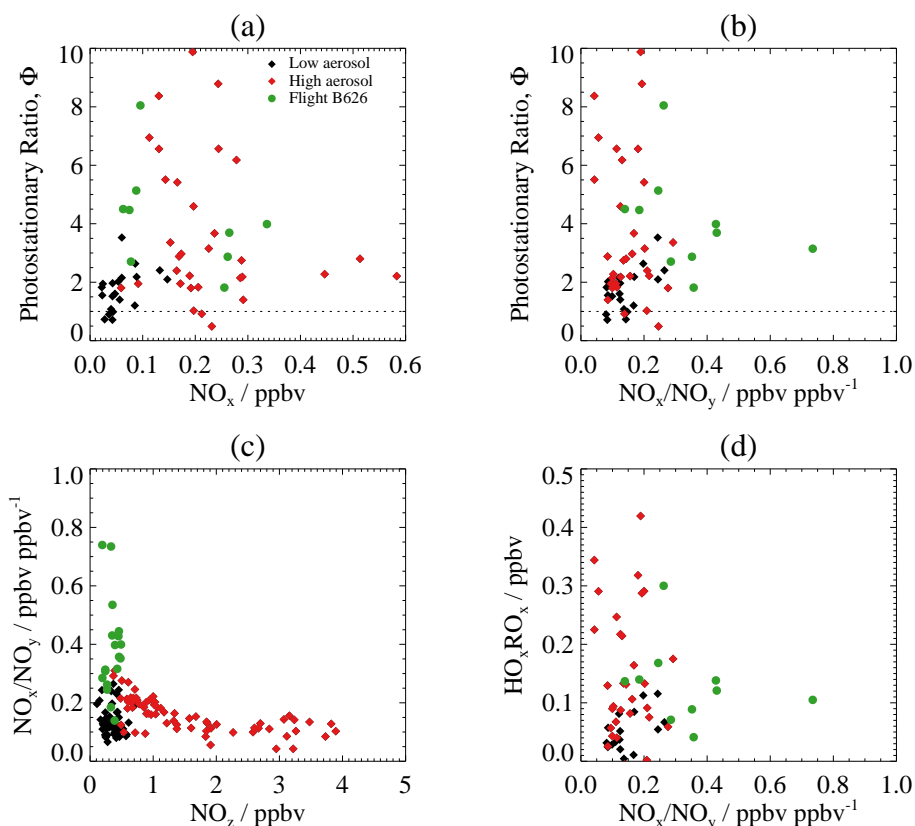 (a)
Photostationary Ratio, Φ
10
8
6
4
2
0
Low aerosol
High aerosol
Flight B626
0.0 0.1 0.2 0.3 0.4 0.5 0.6
NOx / ppbv
(b)
Photostationary Ratio, Φ
10
8
6
4
2
0
0.0 0.2 0.4 0.6 0.8 1.0
NOx/NOy / ppbv ppbv-1
(c)
NOx/NOy / ppbv ppbv-1
1.0
0.8
0.6
0.4
0.2
0.0
0 1 2 3 4 5
NOz / ppbv
(d)
HOxROx / ppbv
0.5
0.4
0.3
0.2
0.1
0.0
0.0 0.2 0.4 0.6 0.8 1.0
NOx/NOy / ppbv ppbv-1